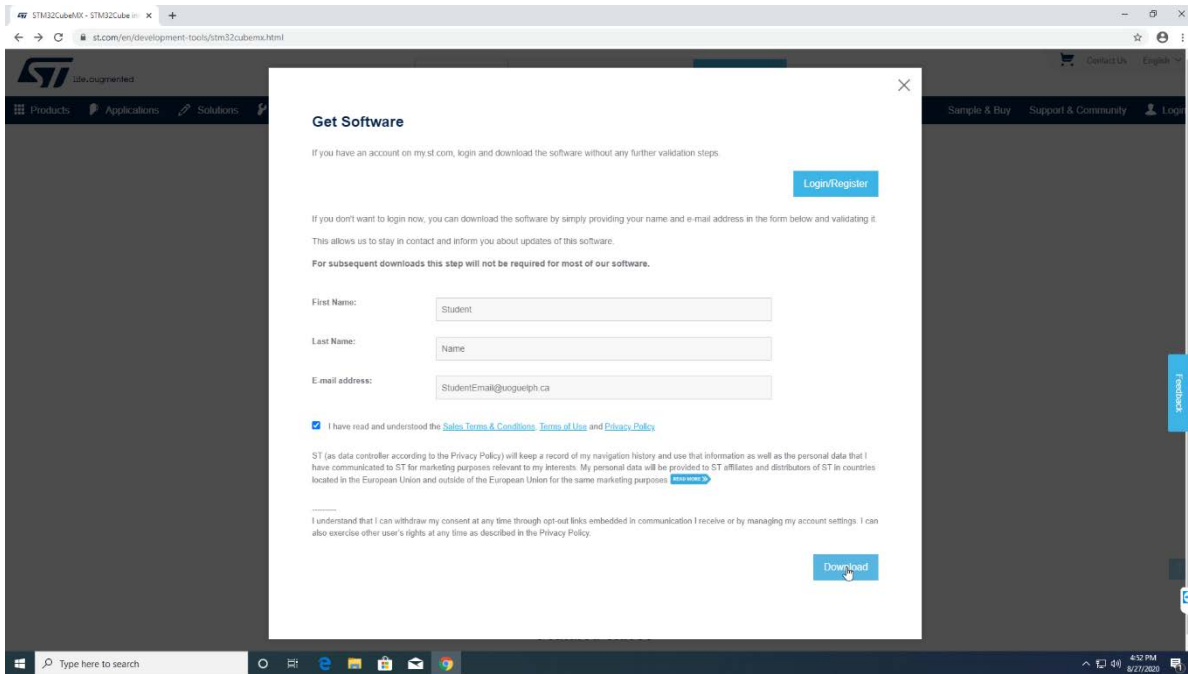 STM32CubeMX - STM32Cube in
st.com/en/development-tools/stm32cubemx.html
life.augmented
Contact Us English
Products Applications Solutions
Sample & Buy Support & Community Login
Get Software
If you have an account on my.st.com, login and download the software without any further validation steps.
Login/Register
If you don't want to login now, you can download the software by simply providing your name and e-mail address in the form below and validating it.
This allows us to stay in contact and inform you about updates of this software.
For subsequent downloads this step will not be required for most of our software.
First Name:
Student
Last Name:
Name
E-mail address:
StudentEmail@uoguelph.ca
I have read and understood the Sales Terms & Conditions, Terms of Use and Privacy Policy
ST (as data controller according to the Privacy Policy) will keep a record of my navigation history and use that information as well as the personal data that I
have communicated to ST for marketing purposes relevant to my interests. My personal data will be provided to ST affiliates and distributors of ST in countries
located in the European Union and outside of the European Union for the same marketing purposes READ MORE
----------
I understand that I can withdraw my consent at any time through opt-out links embedded in communication I receive or by managing my account settings. I can
also exercise other user's rights at any time as described in the Privacy Policy.
Download
Feedback
Type here to search
4:52 PM
8/27/2020